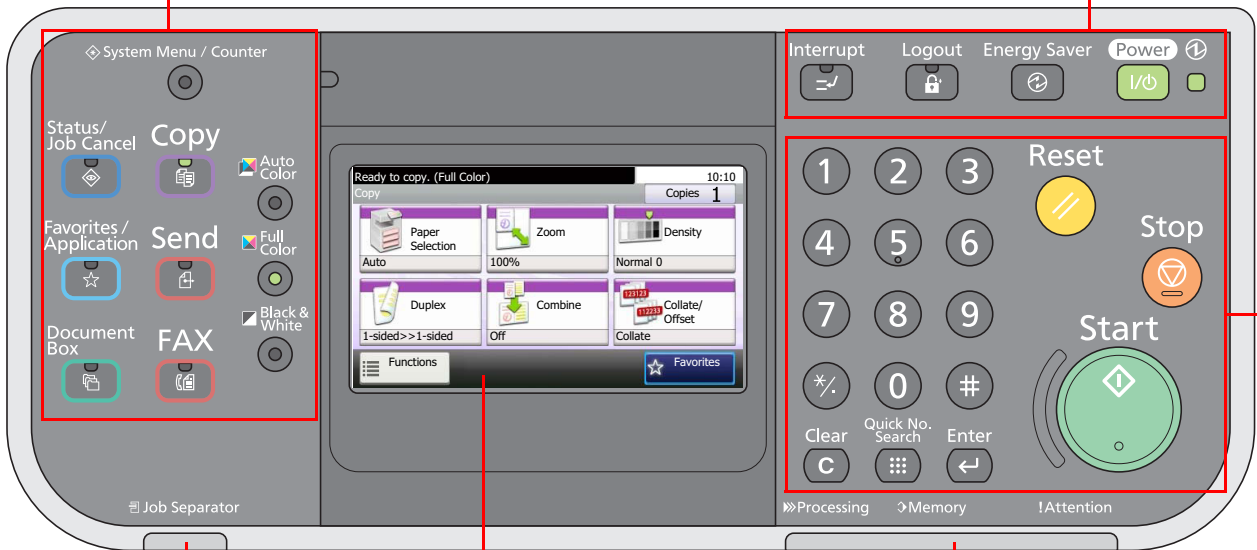 System Menu / Counter
Status/
Job Cancel
Copy
Auto
Color
Favorites /
Application
Send
Full
Color
Document
Box
FAX
Black &
White
Job Separator
Ready to copy. (Full Color)
10:10
Copy
Copies 1
Paper
Selection
Auto
Zoom
100%
Density
Normal 0
Duplex
1-sided>>1-sided
Combine
Off
123123
112233
Collate/
Offset
Collate
Functions
Favorites
Interrupt
Logout
Energy Saver
Power
I/⏻
1
2
3
Reset
4
5
6
Stop
7
8
9
Start
*/.
0
#
Clear
Quick No.
Search
Enter
C
Processing
Memory
!Attention